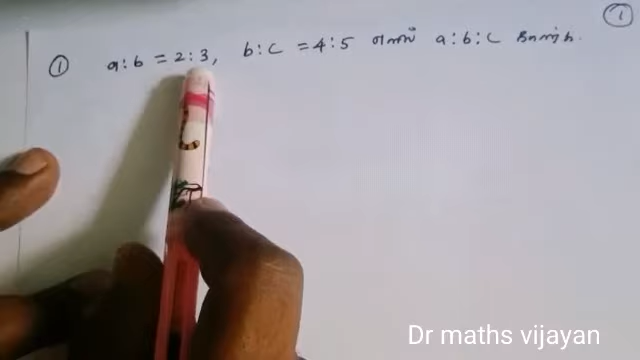 ①
① a:b = 2:3, b:c = 4:5 எனில் a:b:c காண்க.
Dr maths vijayan